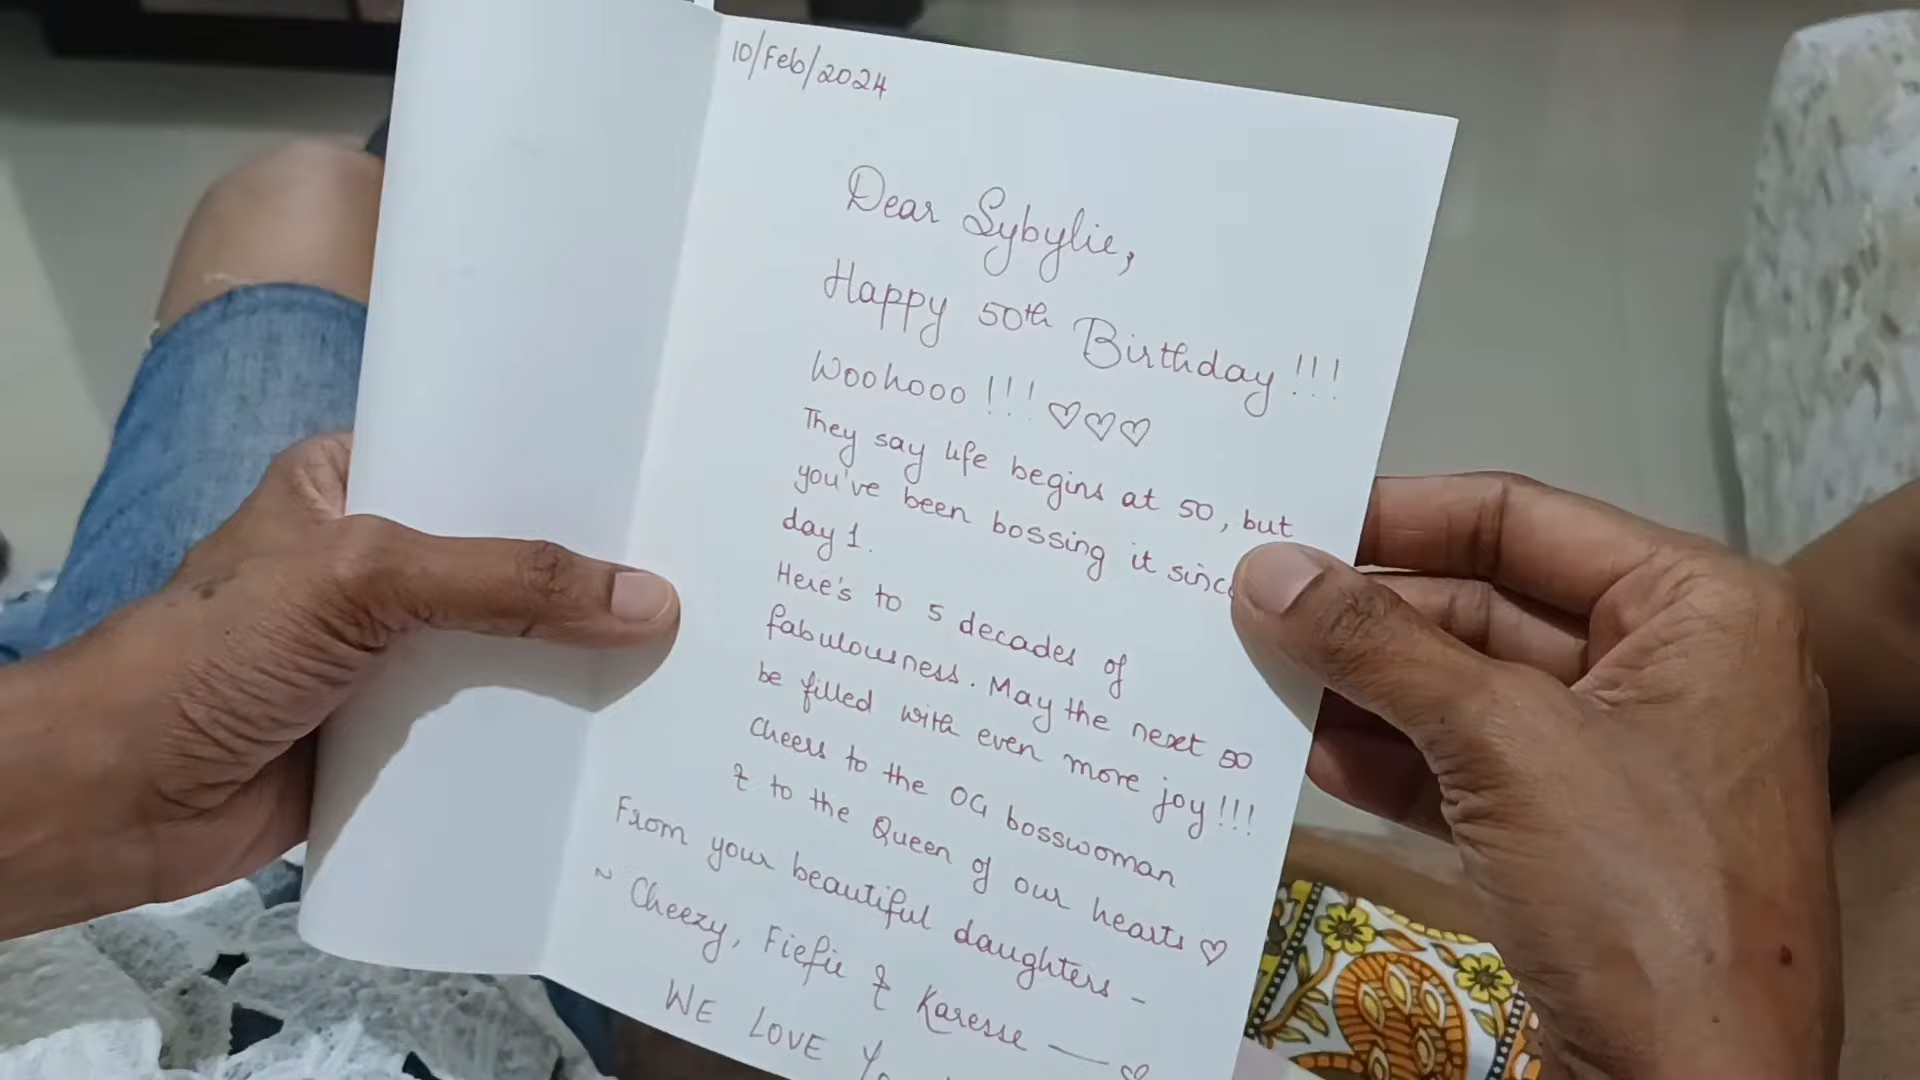 10/Feb/2024
Dear Sybylie,
Happy 50th Birthday!!!
Woohooo!!! ♡♡♡
They say life begins at 50, but
you've been bossing it since
day 1.
Here's to 5 decades of
fabulousness. May the next 50
be filled with even more joy!!!
Cheers to the OG bosswoman
& to the Queen of our hearts ♡
From your beautiful daughters -
~ Cheezy, Fiefie & Karesse — ♡
WE LOVE